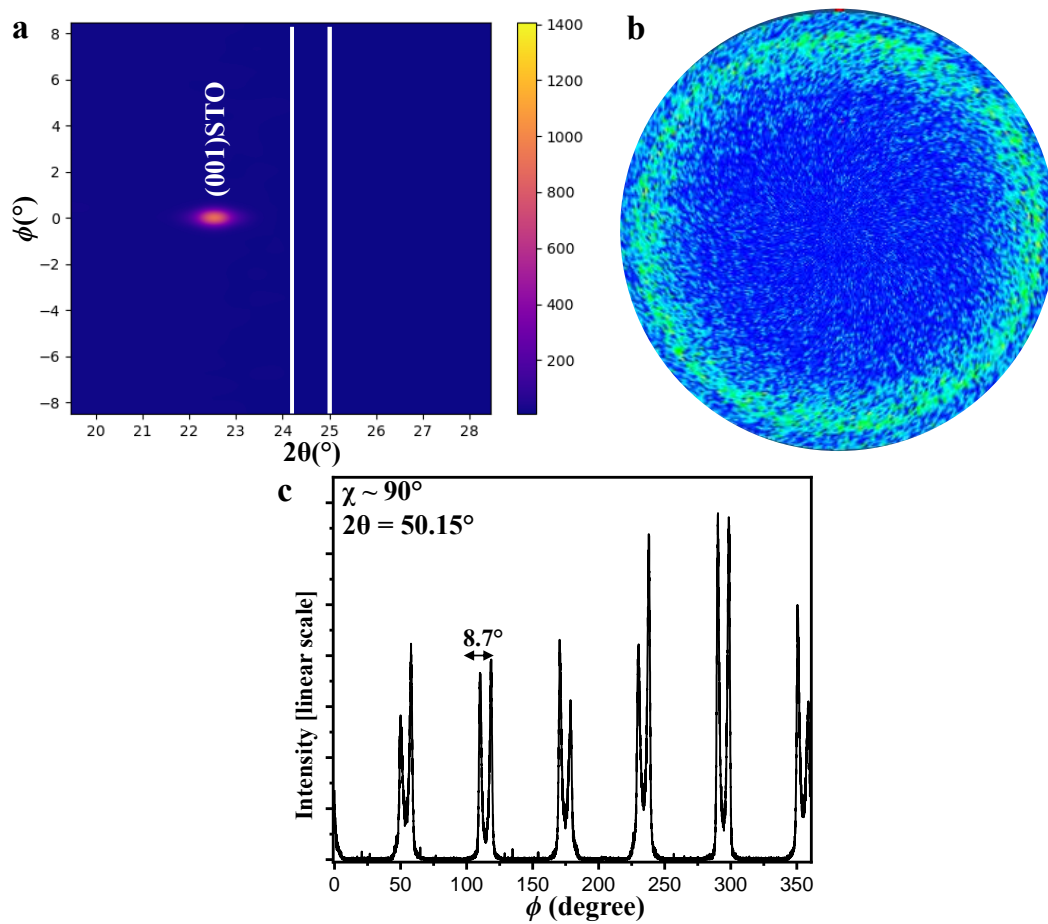 a
8
6
4
2
0
−2
−4
−6
−8
ϕ(°)
(001)STO
20 21 22 23 24 25 26 27 28
2θ(°)
1400
1200
1000
800
600
400
200
b
c
χ ~ 90°
2θ = 50.15°
8.7°
Intensity [linear scale]
0 50 100 150 200 250 300 350
ϕ (degree)